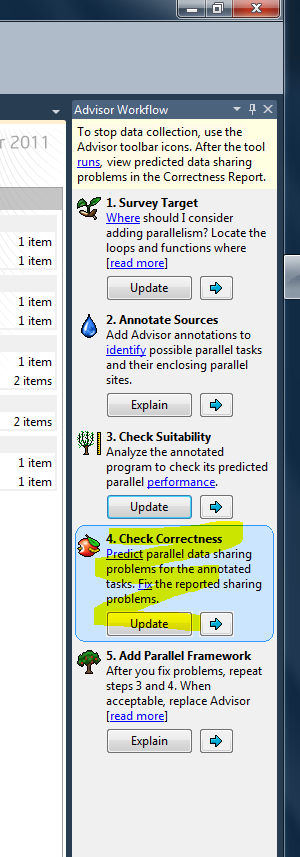 Advisor Workflow
To stop data collection, use the
Advisor toolbar icons. After the tool
runs, view predicted data sharing
problems in the Correctness Report.
r 2011
1. Survey Target
Where should I consider
adding parallelism? Locate the
loops and functions where
[read more]
Update
1 item
1 item
1 item
1 item
2. Annotate Sources
Add Advisor annotations to
identify possible parallel tasks
and their enclosing parallel
sites.
Explain
1 item
2 items
2 items
3. Check Suitability
Analyze the annotated
program to check its predicted
parallel performance.
Update
1 item
1 item
4. Check Correctness
Predict parallel data sharing
problems for the annotated
tasks. Fix the reported sharing
problems.
Update
5. Add Parallel Framework
After you fix problems, repeat
steps 3 and 4. When
acceptable, replace Advisor
[read more]
Explain